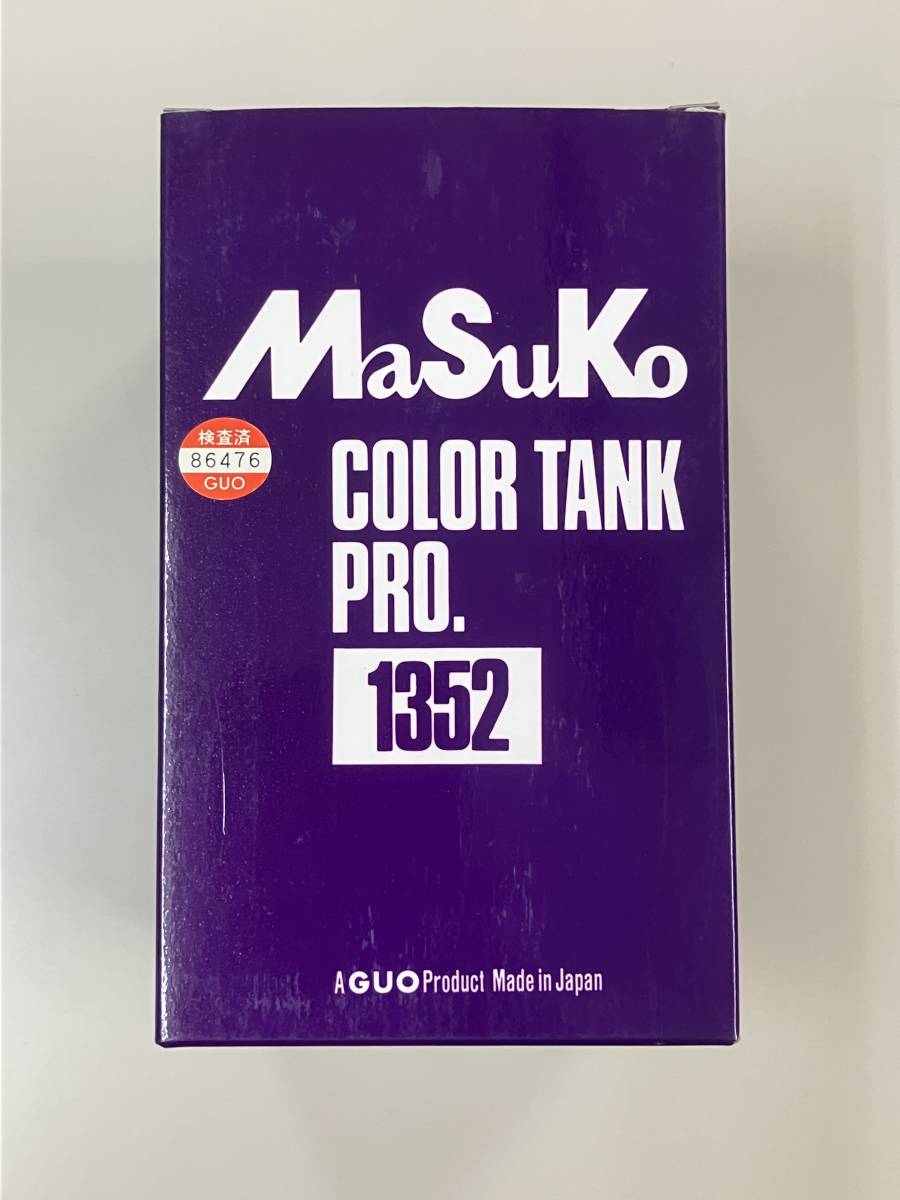 MaSuKo
検査済
86476
GUO
COLOR TANK
PRO.
1352
A GUO Product Made in Japan